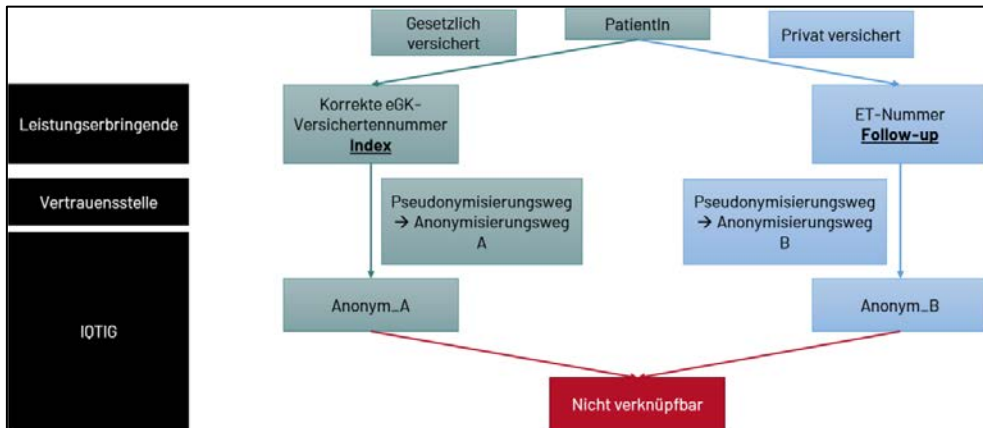 Gesetzlich
versichert
PatientIn
Privat versichert
Leistungserbringende
Korrekte eGK-
Versichertennummer
Index
ET-Nummer
Follow-up
Vertrauensstelle
Pseudonymisierungsweg
→ Anonymisierungsweg
A
Pseudonymisierungsweg
→ Anonymisierungsweg
B
IQTIG
Anonym_A
Anonym_B
Nicht verknüpfbar